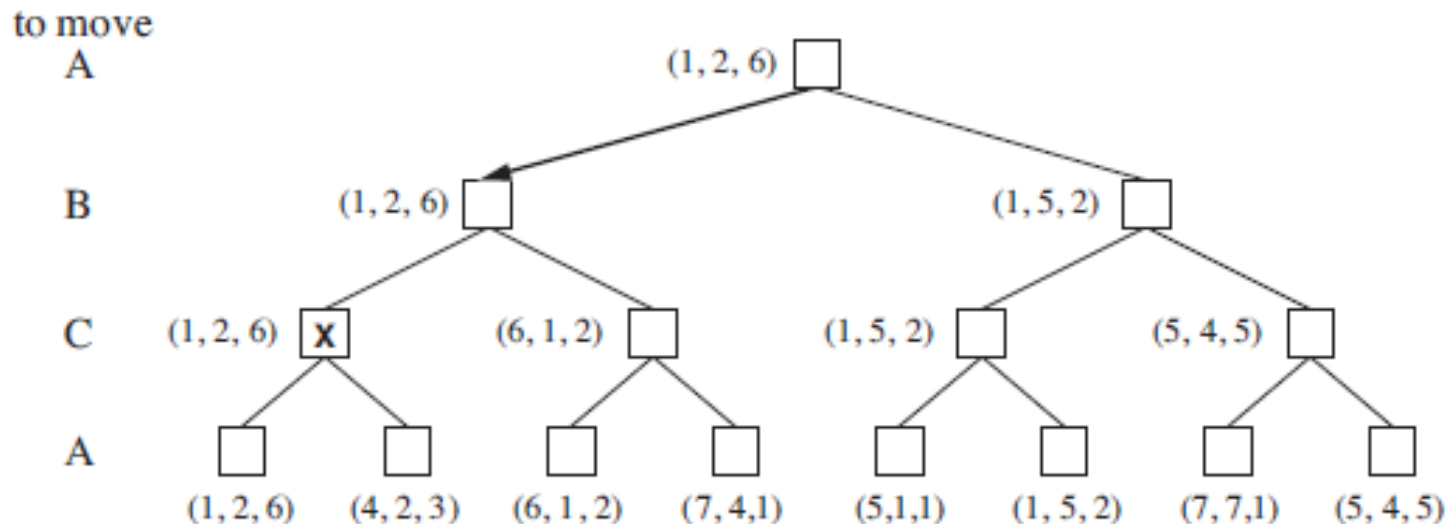 to move
A (1, 2, 6)
B (1, 2, 6) (1, 5, 2)
C (1, 2, 6) X (6, 1, 2) (1, 5, 2) (5, 4, 5)
A
(1, 2, 6) (4, 2, 3) (6, 1, 2) (7, 4,1) (5,1,1) (1, 5, 2) (7, 7,1) (5, 4, 5)